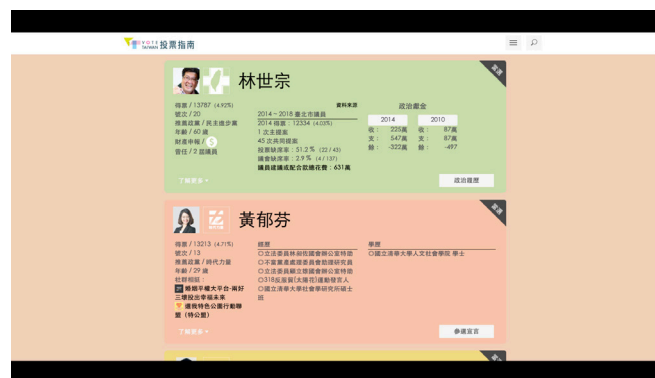 VOTE TAIWAN 投票指南
林世宗
當選
得票 / 13787 (4.92%)
號次 / 20
推薦政黨 / 民主進步黨
年齡 / 60 歲
財產申報 / $
曾任 / 2 屆議員
了解更多
資料來源
2014 ~ 2018 臺北市議員
2014 得票 : 12334 (4.03%)
1 次主提案
45 次共同提案
投票缺席率 : 51.2 % (22 / 43)
議會缺席率 : 2.9 % (4 / 137)
議員建議或配合款總花費 : 631萬
政治獻金
2014 2010
收 : 225萬 收 : 87萬
支 : 547萬 支 : 87萬
餘 : -322萬 餘 : -497
政治履歷
黃郁芬
當選
得票 / 13213 (4.71%)
號次 / 13
推薦政黨 / 時代力量
年齡 / 29 歲
社群相挺 :
婚姻平權大平台-兩好
三壞投出幸福未來
還我特色公園行動聯
盟 (特公盟)
了解更多
經歷
○立法委員林淑芬國會辦公室特助
○不當黨產處理委員會助理研究員
○立法委員顧立雄國會辦公室特助
○318反服貿(太陽花)運動發言人
○國立清華大學社會學研究所碩士
班
學歷
○國立清華大學人文社會學院 學士
參選宣言